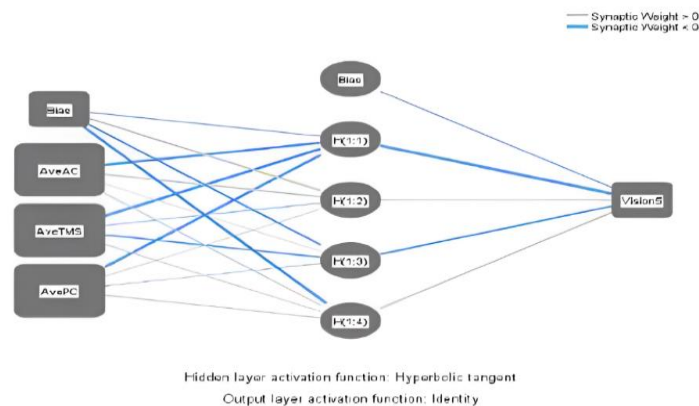 Synaptic Weight > 0
Synaptic Weight < 0
Bias
Bias
H(1:1)
AveAC
H(1:2)
Vision5
AveTMS
H(1:3)
AvePC
H(1:4)
Hidden layer activation function: Hyperbolic tangent
Output layer activation function: Identity